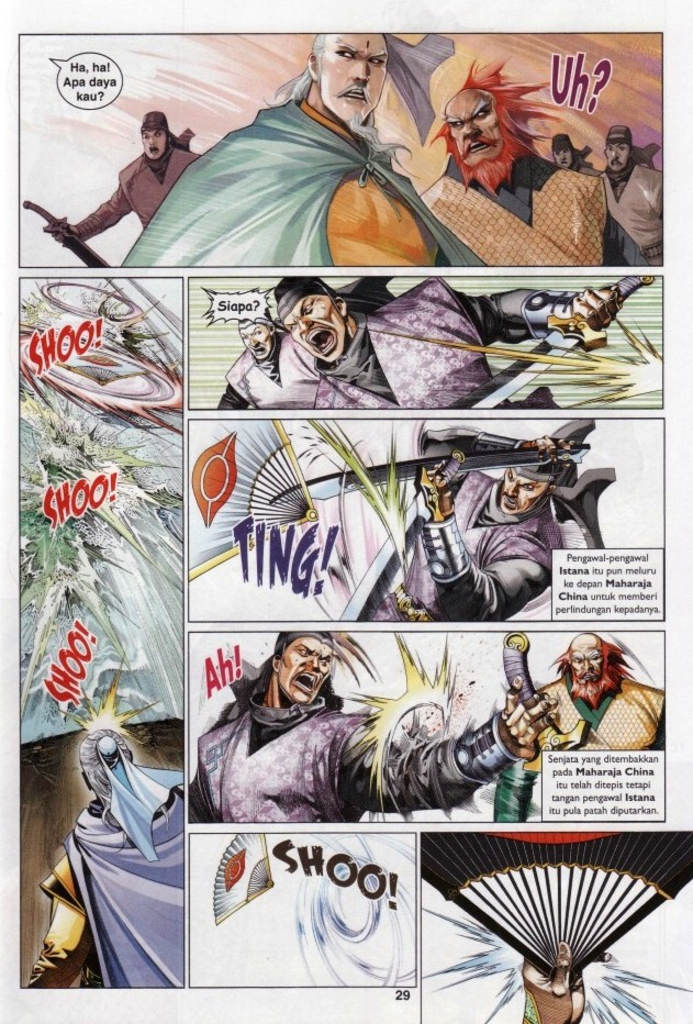 Ha, ha!
Apa daya
kau?
Uh?
SHOO!
SHOO!
SHOO!
Siapa?
TING!
Pengawal-pengawal
Istana itu pun meluru
ke depan Maharaja
China untuk memberi
perlindungan kepadanya.
Ah!
Senjata yang ditembakkan
pada Maharaja China
itu telah ditepis tetapi
tangan pengawal Istana
itu pula patah diputarkan.
SHOO!
29